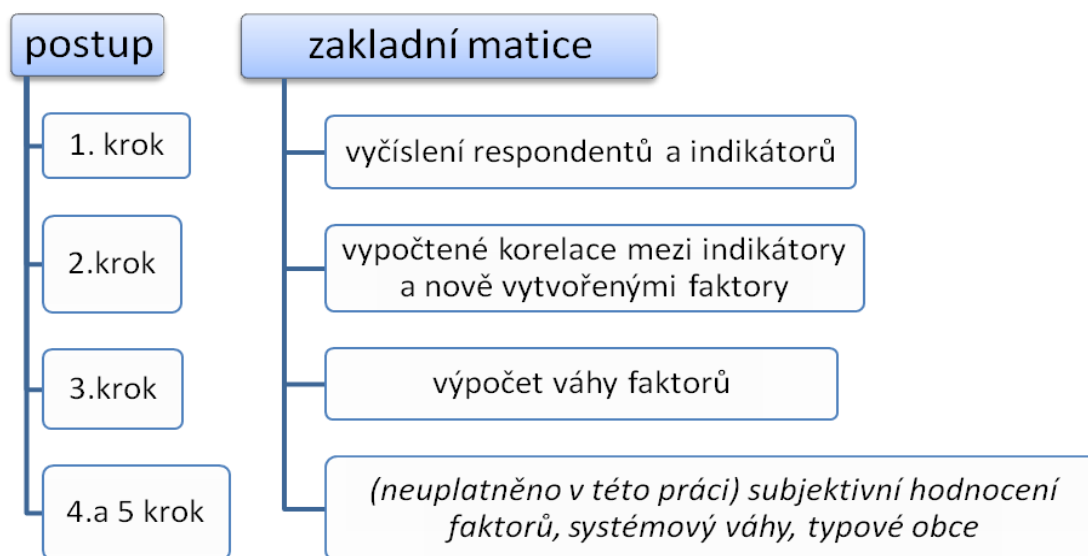 postup
zakladní matice
1. krok
vyčíslení respondentů a indikátorů
2.krok
vypočtené korelace mezi indikátory
a nově vytvořenými faktory
3.krok
výpočet váhy faktorů
4.a 5 krok
(neuplatněno v této práci) subjektivní hodnocení
faktorů, systémový váhy, typové obce